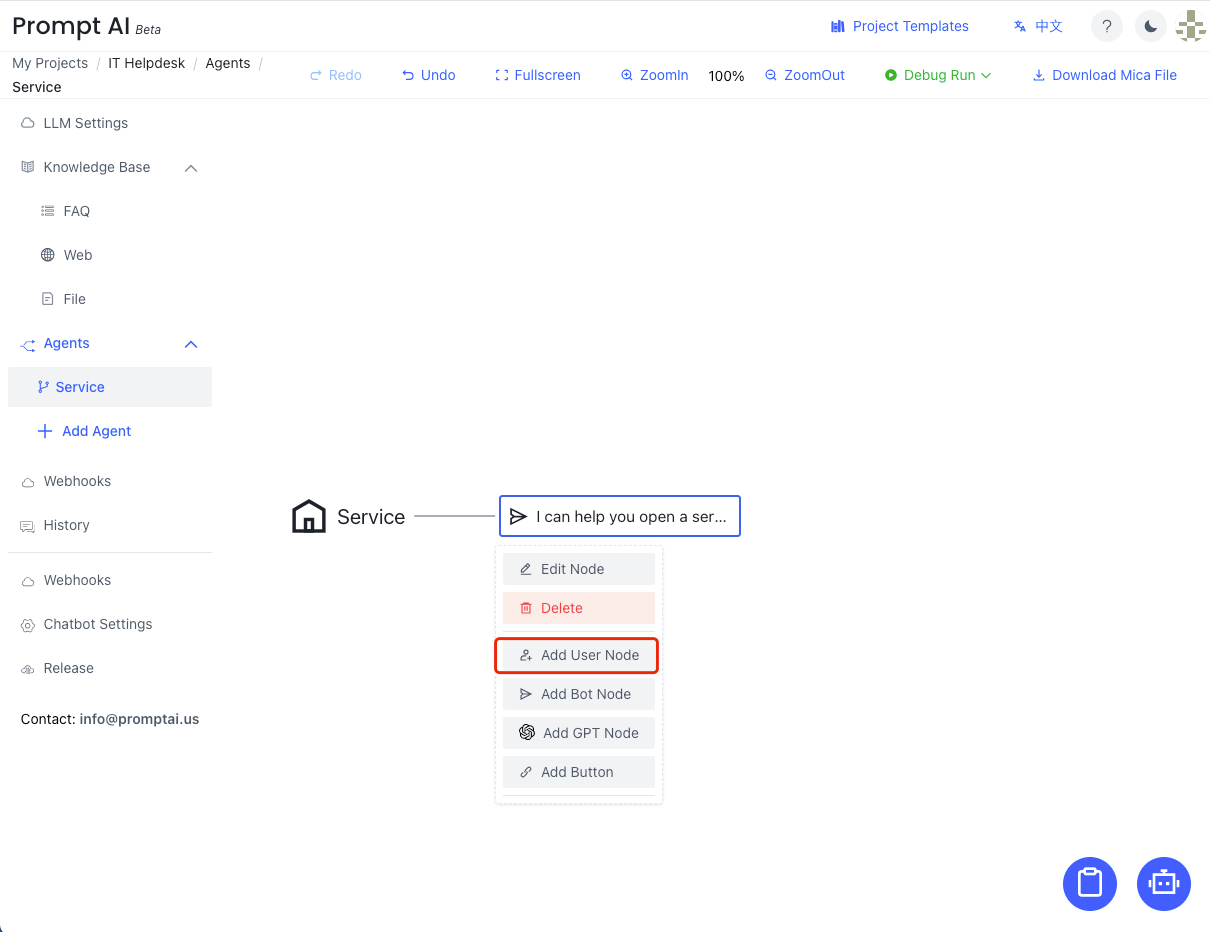 Prompt AI Beta
Project Templates
中文
?
My Projects / IT Helpdesk / Agents /
Service
Redo
Undo
Fullscreen
ZoomIn
100%
ZoomOut
Debug Run
Download Mica File
LLM Settings
Knowledge Base
FAQ
Web
File
Agents
Service
Add Agent
Webhooks
History
Webhooks
Chatbot Settings
Release
Contact: info@promptai.us
Service
I can help you open a ser...
Edit Node
Delete
Add User Node
Add Bot Node
Add GPT Node
Add Button